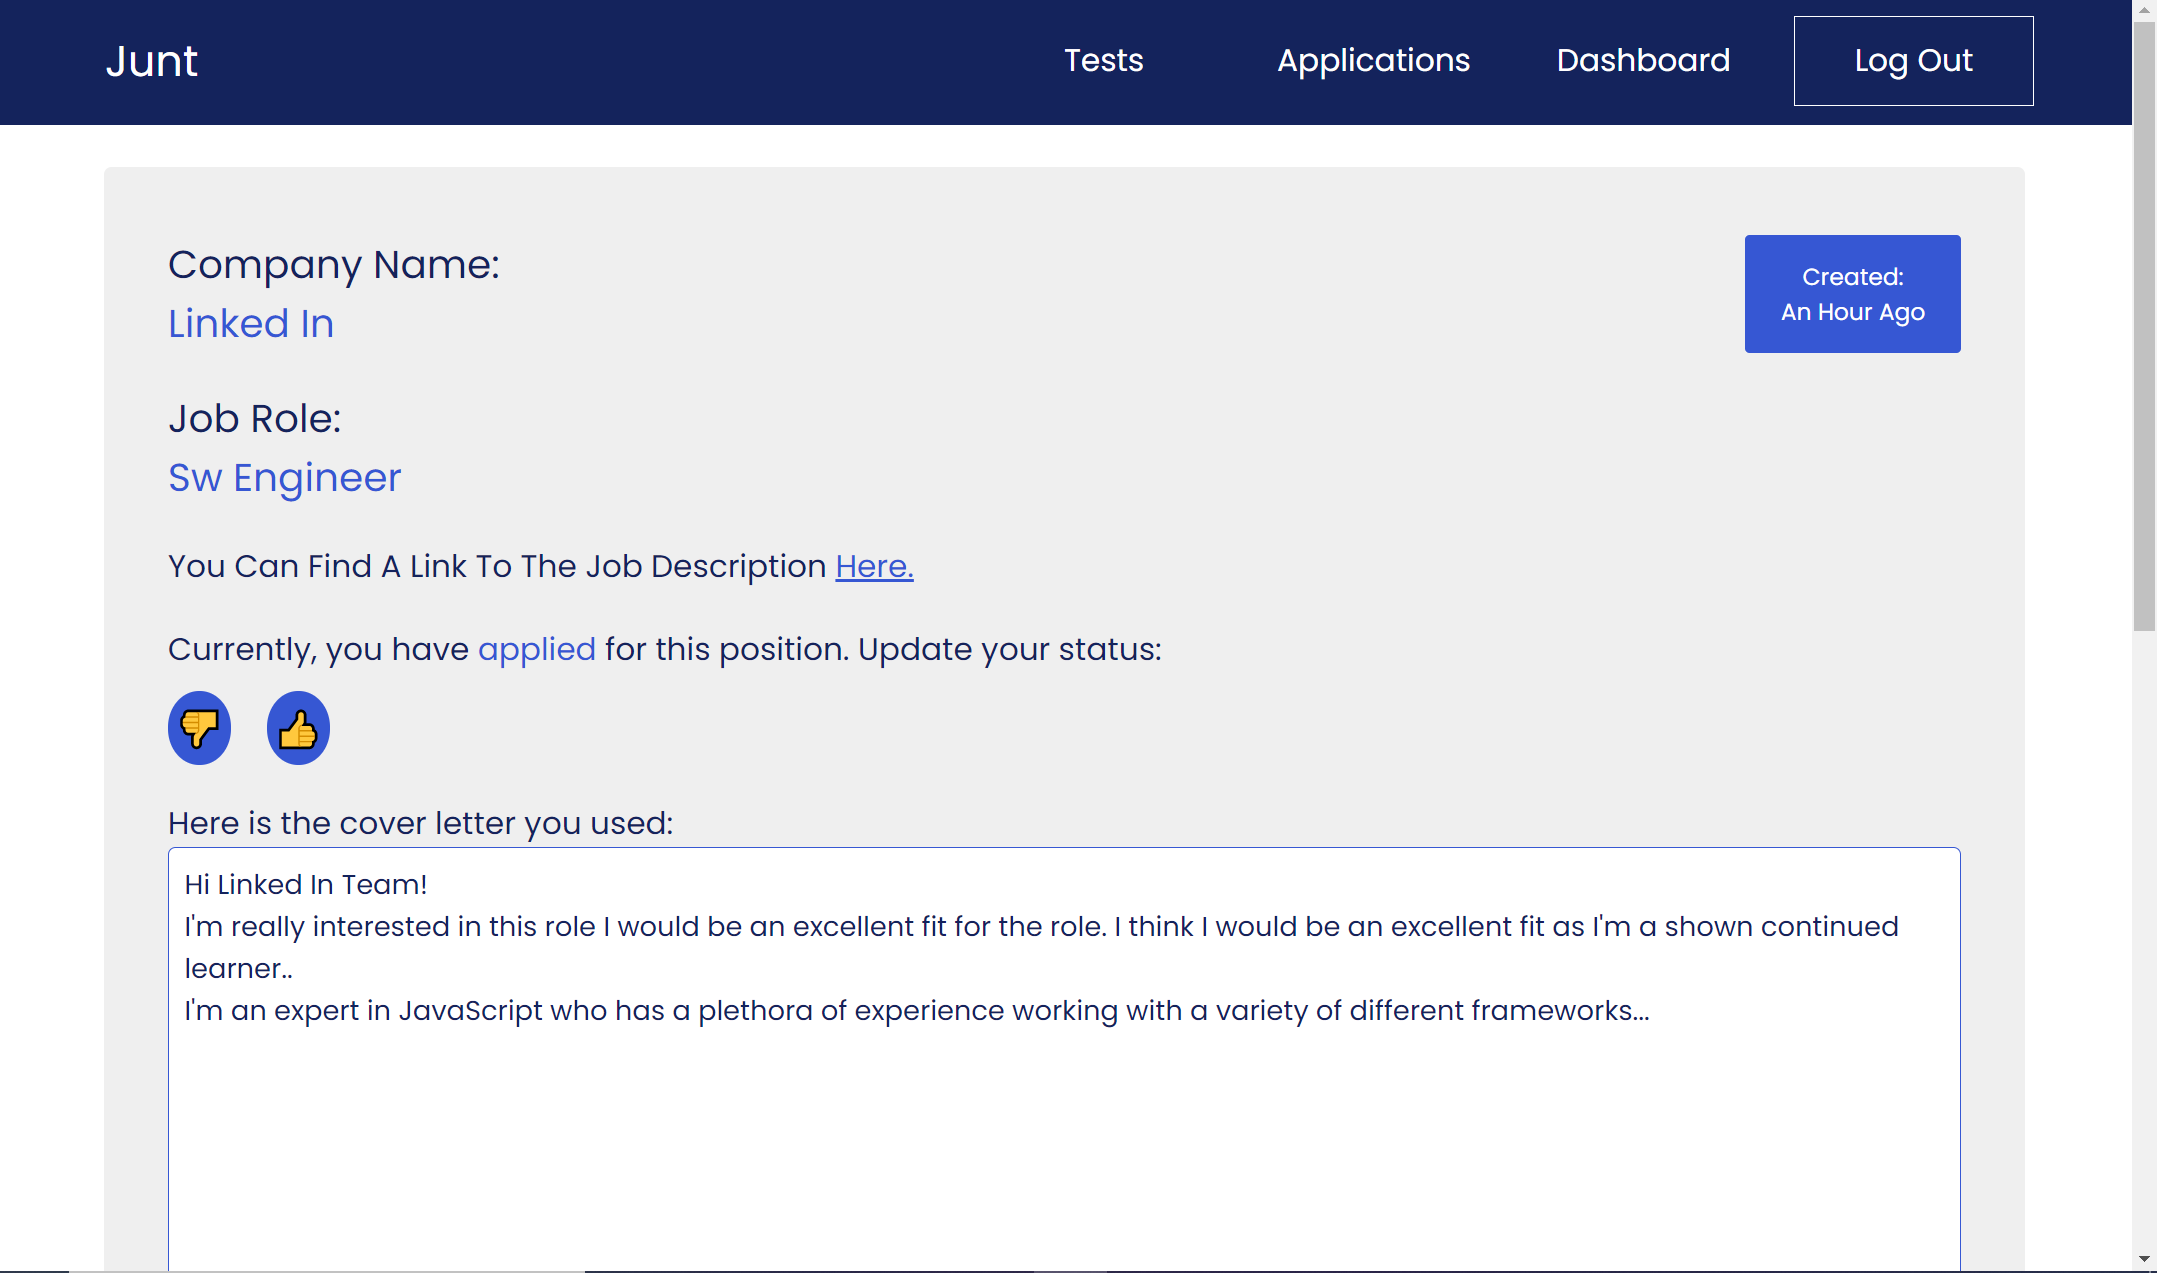 Junt
Tests
Applications
Dashboard
Log Out
Company Name:
Linked In
Created:
An Hour Ago
Job Role:
Sw Engineer
You Can Find A Link To The Job Description Here.
Currently, you have applied for this position. Update your status:
Here is the cover letter you used:
Hi Linked In Team!
I'm really interested in this role I would be an excellent fit for the role. I think I would be an excellent fit as I'm a shown continued
learner..
I'm an expert in JavaScript who has a plethora of experience working with a variety of different frameworks...